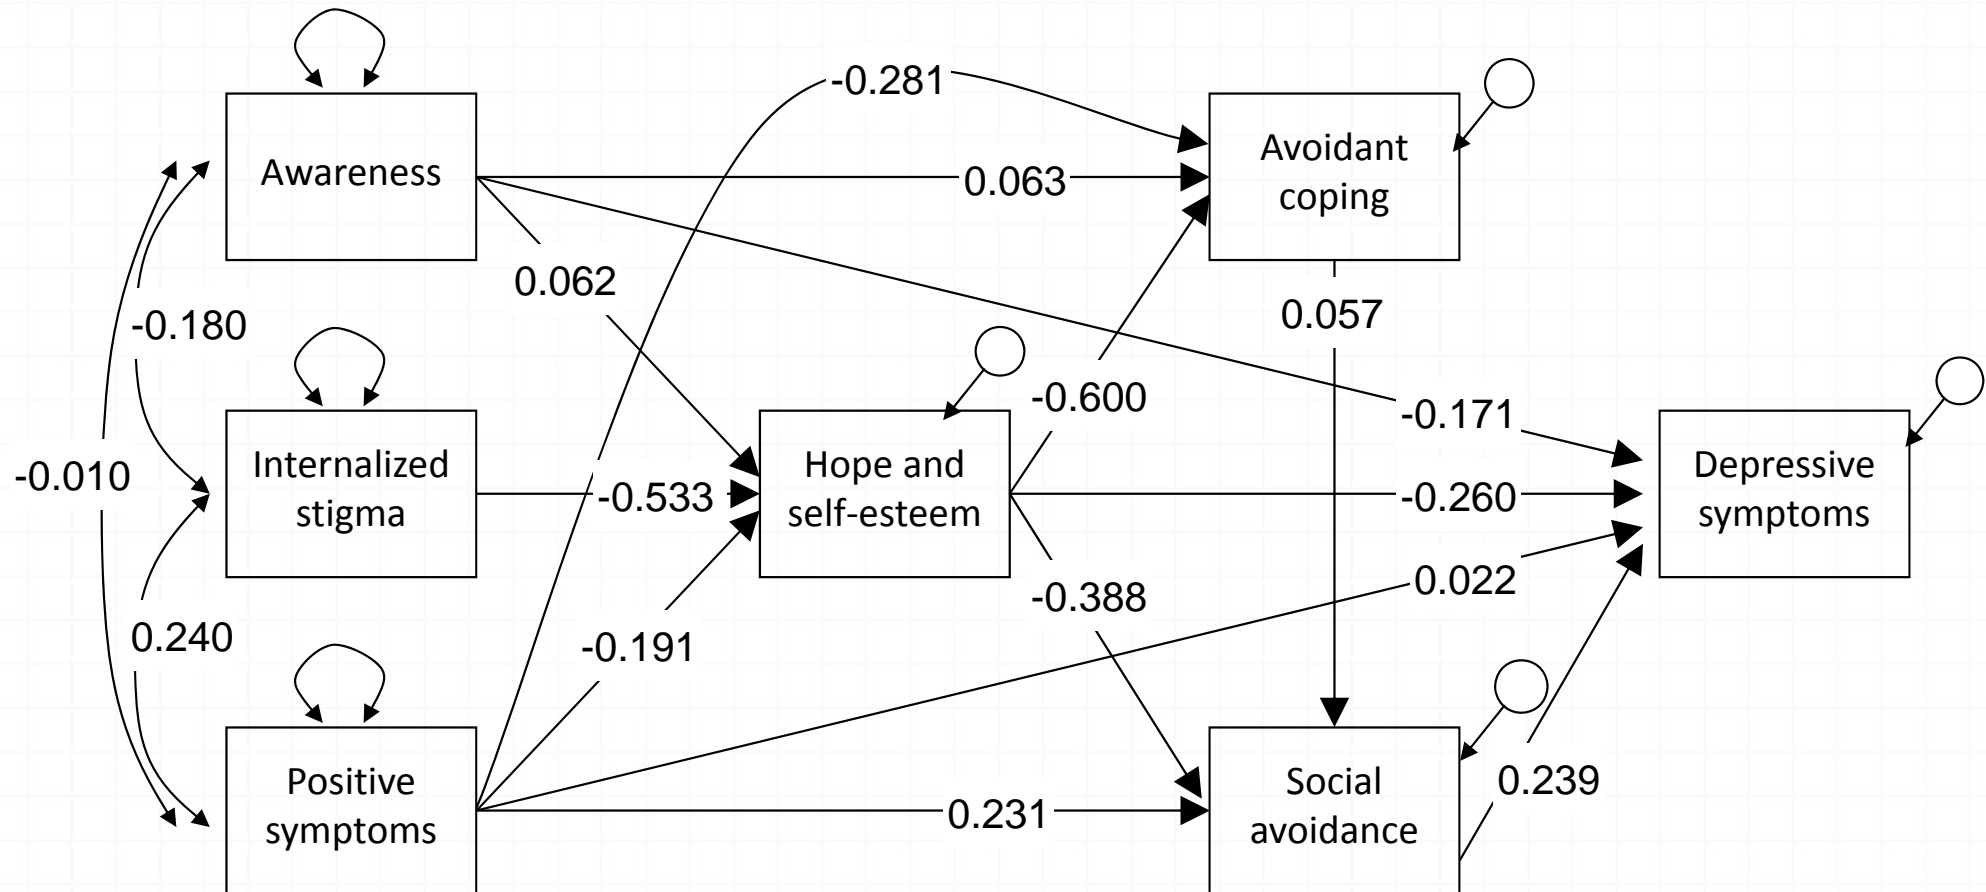 -0.281
Avoidant
coping
Awareness
0.063
0.062
-0.180
0.057
-0.600
-0.171
Internalized
stigma
-0.010
-0.533
Hope and
self-esteem
-0.260
Depressive
symptoms
0.022
-0.388
0.240
-0.191
Positive
symptoms
0.231
Social
avoidance
0.239